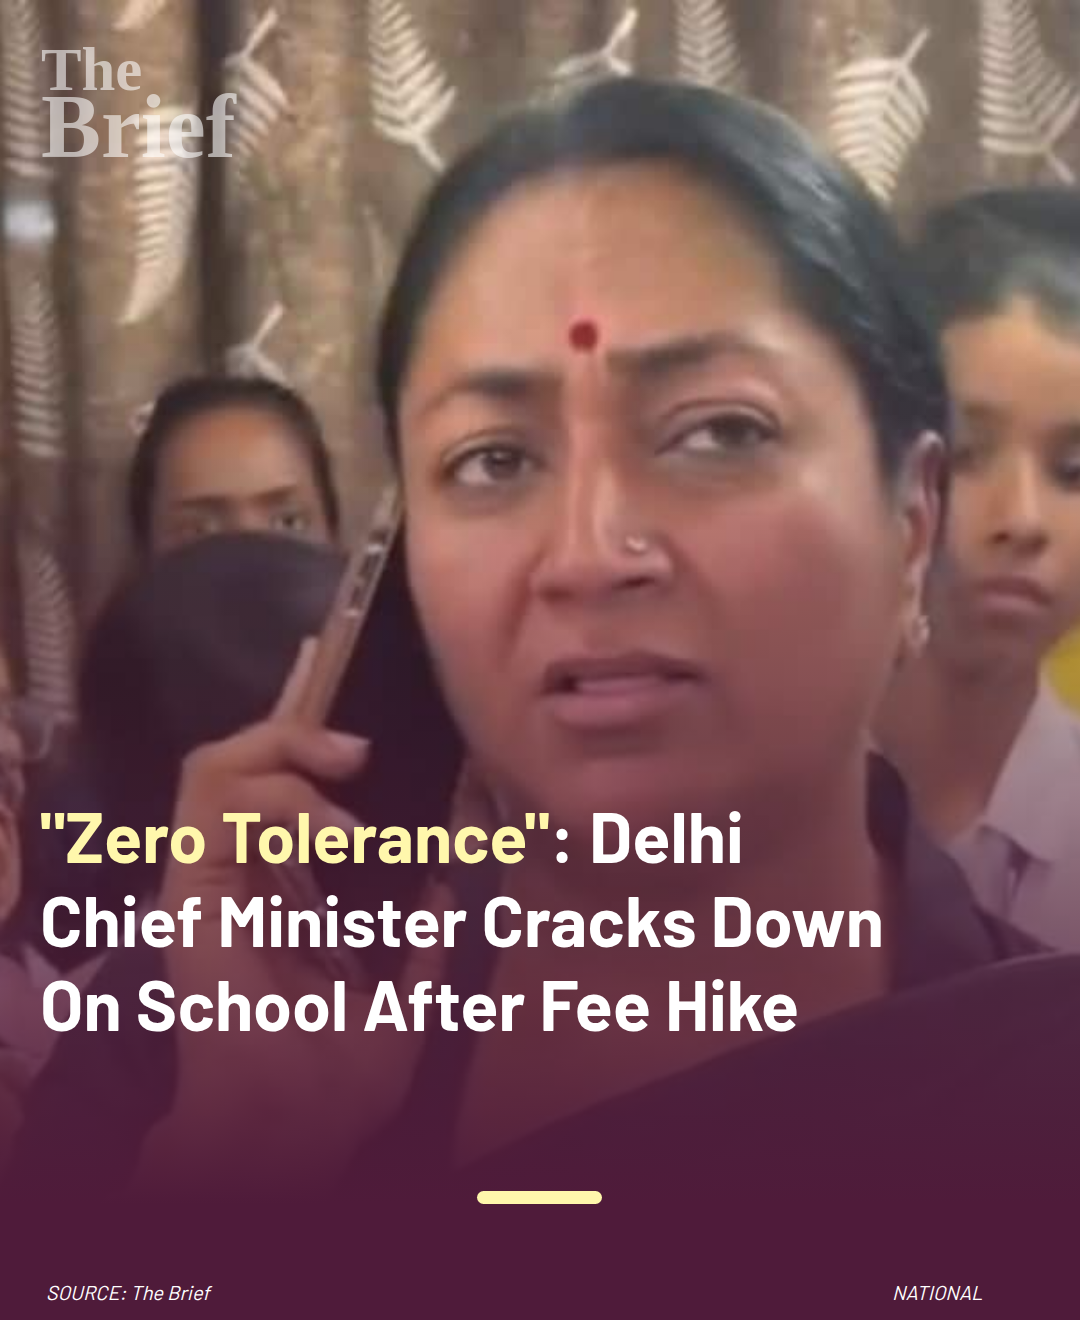 The
Brief
"Zero Tolerance": Delhi
Chief Minister Cracks Down
On School After Fee Hike
SOURCE: The Brief
NATIONAL